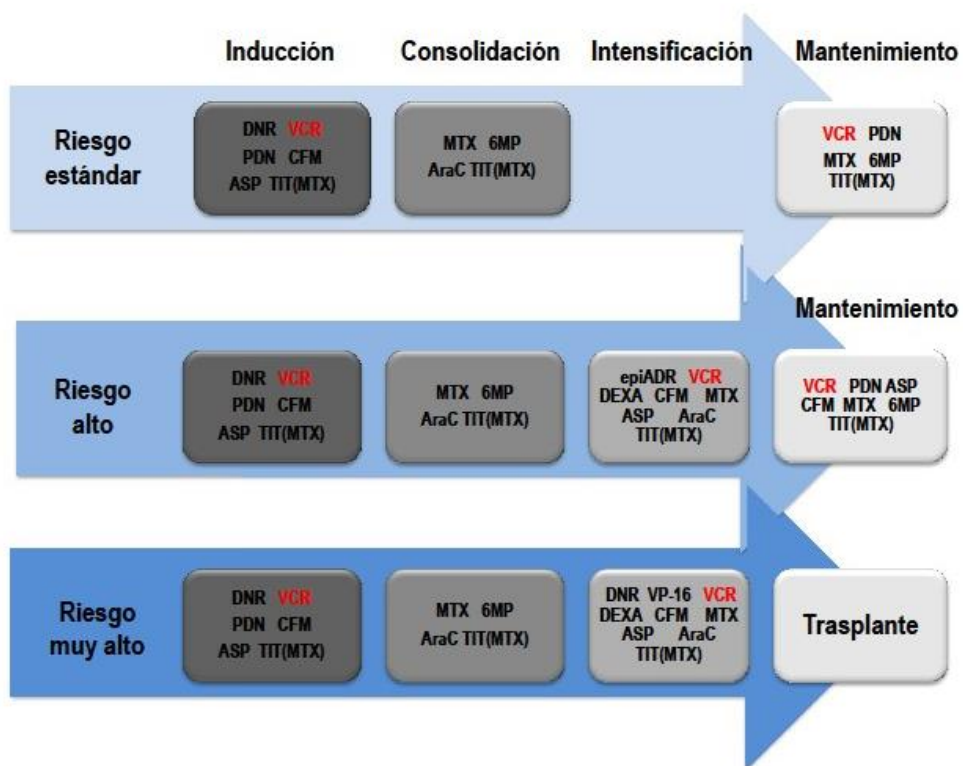 Inducción Consolidación Intensificación Mantenimiento
Riesgo
estándar
DNR VCR
PDN CFM
ASP TIT(MTX)
MTX 6MP
AraC TIT(MTX)
VCR PDN
MTX 6MP
TIT(MTX)
Mantenimiento
Riesgo
alto
DNR VCR
PDN CFM
ASP TIT(MTX)
MTX 6MP
AraC TIT(MTX)
epiADR VCR
DEXA CFM MTX
ASP AraC
TIT(MTX)
VCR PDN ASP
CFM MTX 6MP
TIT(MTX)
Riesgo
muy alto
DNR VCR
PDN CFM
ASP TIT(MTX)
MTX 6MP
AraC TIT(MTX)
DNR VP-16 VCR
DEXA CFM MTX
ASP AraC
TIT(MTX)
Trasplante